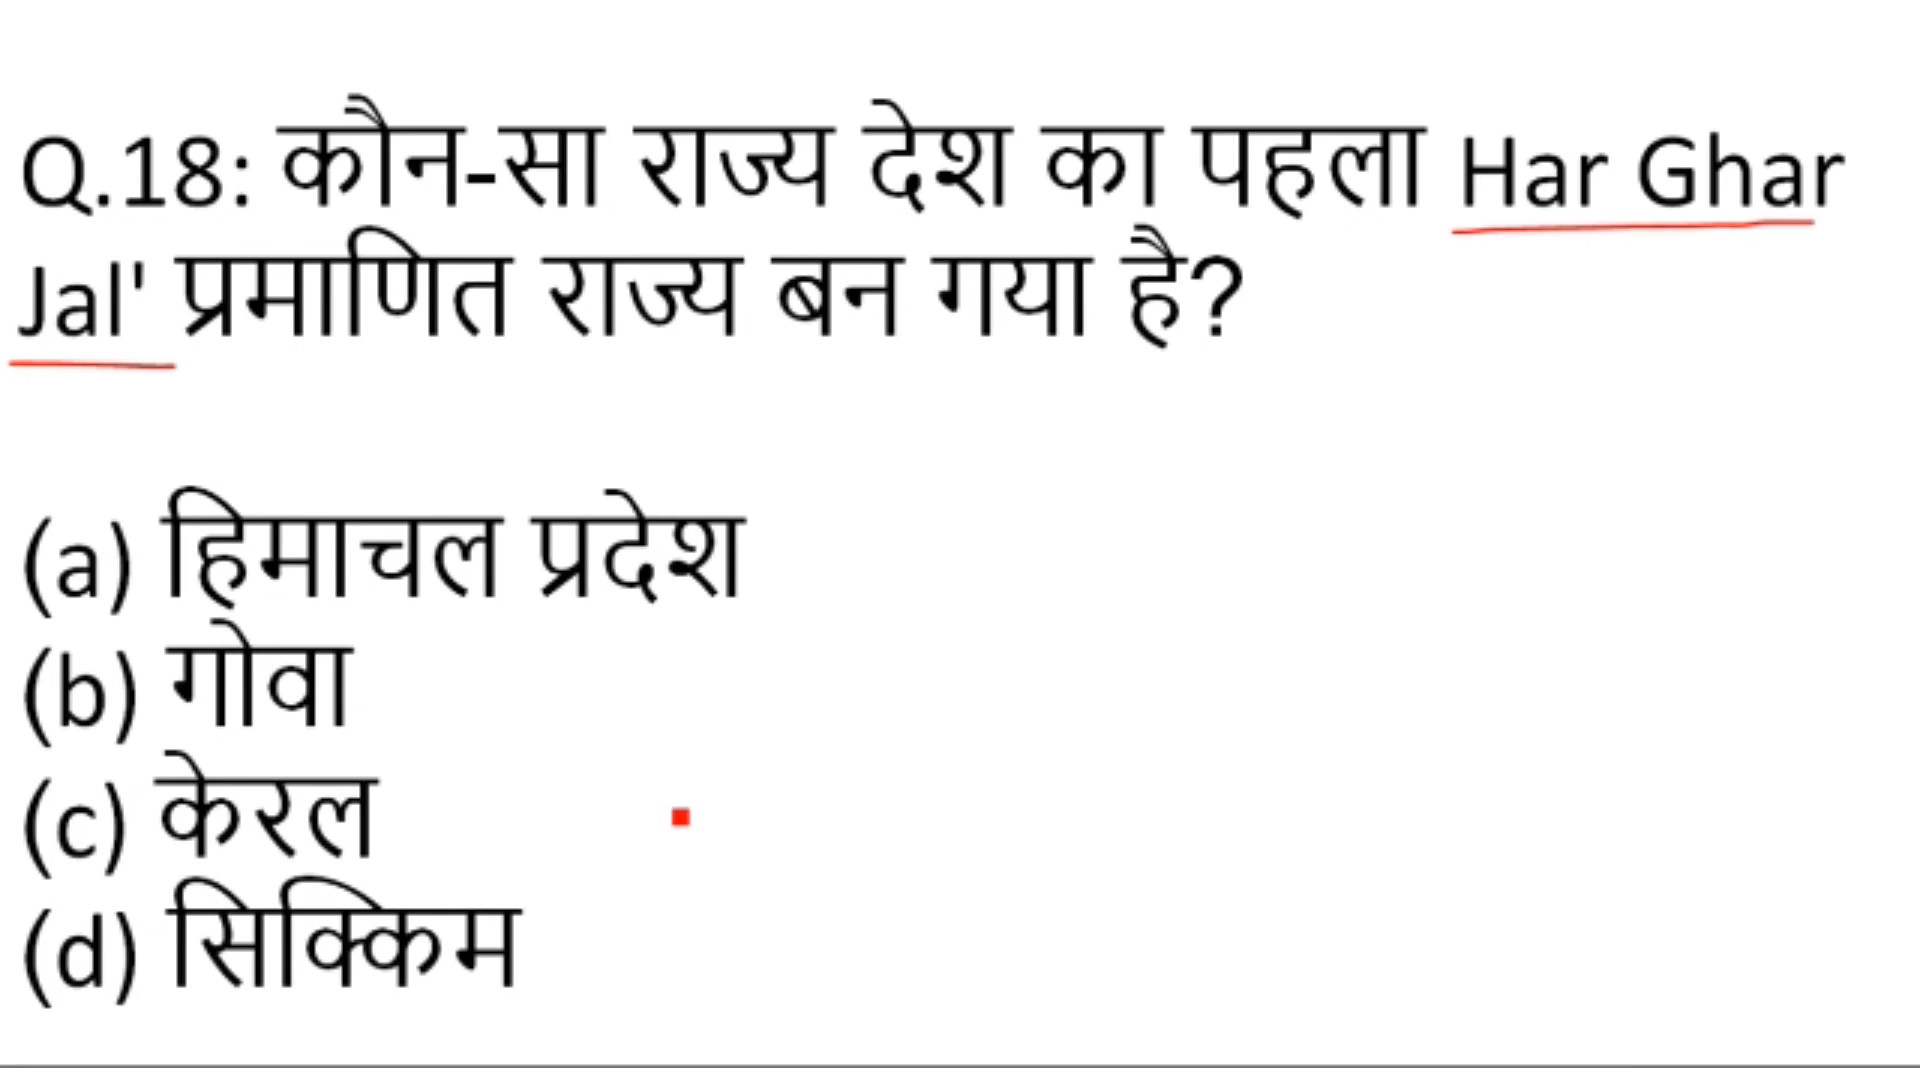 Q.18: कौन-सा राज्य देश का पहला Har Ghar
Jal' प्रमाणित राज्य बन गया है?
(a) हिमाचल प्रदेश
(b) गोवा
(c) केरल
(d) सिक्किम